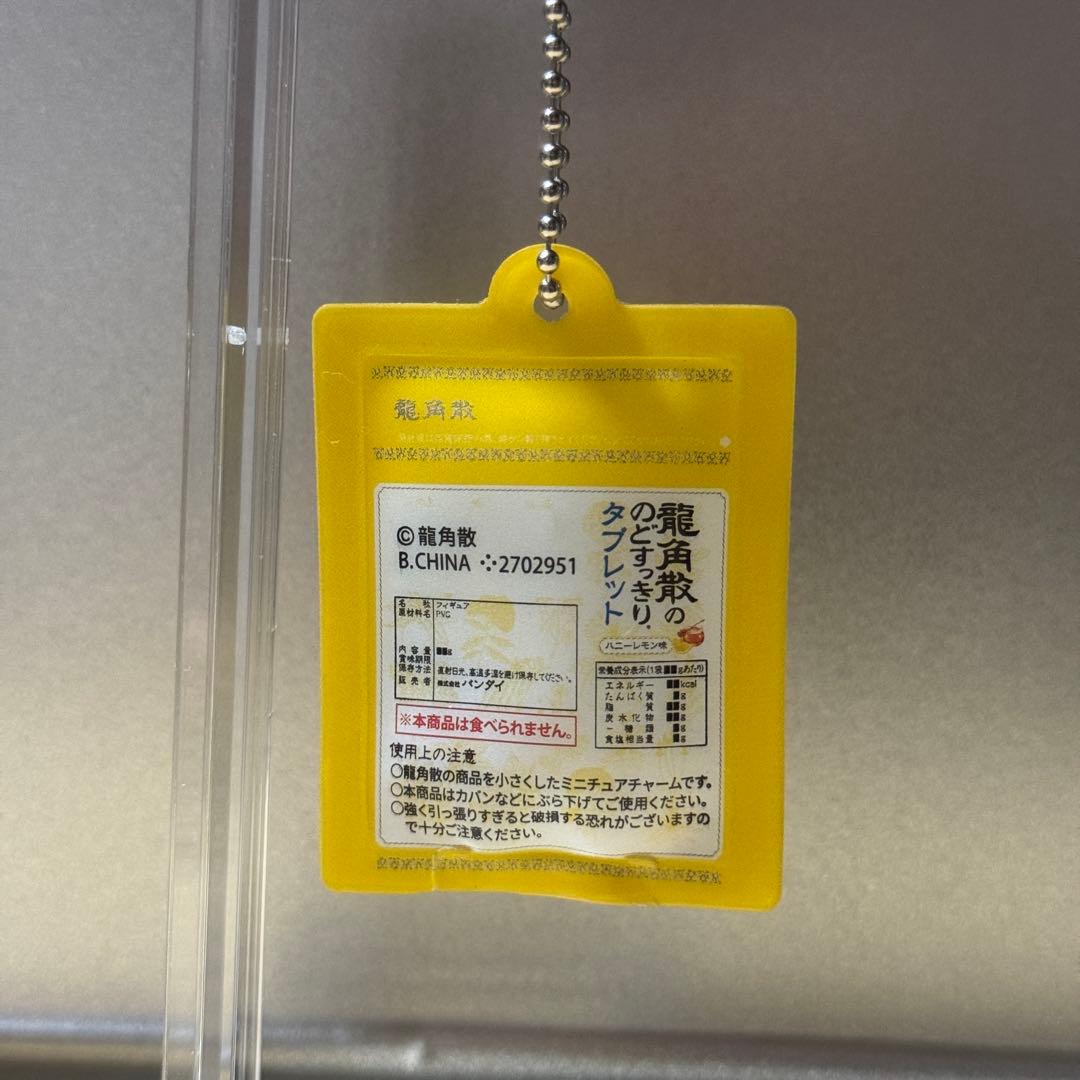 龍角散
©龍角散
B.CHINA 2702951
龍角散の
のどすっきり
タブレット
ハニーレモン味
名称 フィギュア
原材料名 PVC
内容量 ■■g
賞味期限
保存方法 直射日光、高温多湿を避け保存してください。
販売者 株式会社バンダイ
※本商品は食べられません。
栄養成分表示(1袋■■gあたり)
エネルギー ■■kcal
たんぱく質 ■g
脂質 ■■g
炭水化物 ■■g
－糖類 ■g
食塩相当量 ■g
使用上の注意
○龍角散の商品を小さくしたミニチュアチャームです。
○本商品はカバンなどにぶら下げてご使用ください。
○強く引っ張りすぎると破損する恐れがございますの
で十分ご注意ください。